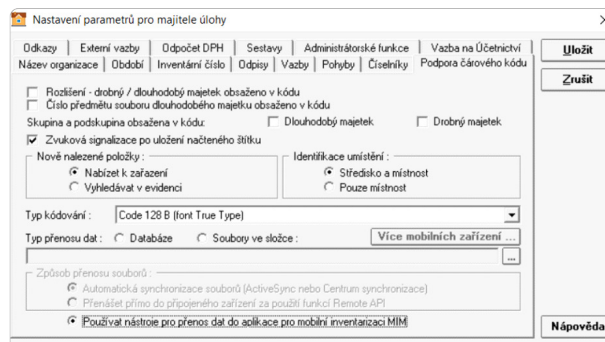 Nastavení parametrů pro majitele úlohy
Odkazy Externí vazby Odpočet DPH Sestavy Administrátorské funkce Vazba na Účetnictví
Název organizace Období Inventární číslo Odpisy Vazby Pohyby Číselníky Podpora čárového kódu
Uložit
Zrušit
Rozlišení - drobný / dlouhodobý majetek obsaženo v kódu
Číslo předmětu souboru dlouhodobého majetku obsaženo v kódu
Skupina a podskupina obsažena v kódu: Dlouhodobý majetek Drobný majetek
Zvuková signalizace po uložení načteného štítku
Nově nalezené položky : Identifikace umístění :
Nabízet k zařazení Středisko a místnost
Vyhledávat v evidenci Pouze místnost
Typ kódování : Code 128 B (font True Type)
Typ přenosu dat : Databáze Soubory ve složce : Více mobilních zařízení ...
...
Způsob přenosu souborů :
Automatická synchronizace souborů (ActiveSync nebo Centrum synchronizace)
Přenášet přímo do připojeného zařízení za použití funkcí Remote API
Používat nástroje pro přenos dat do aplikace pro mobilní inventarizaci MIM
Nápověda